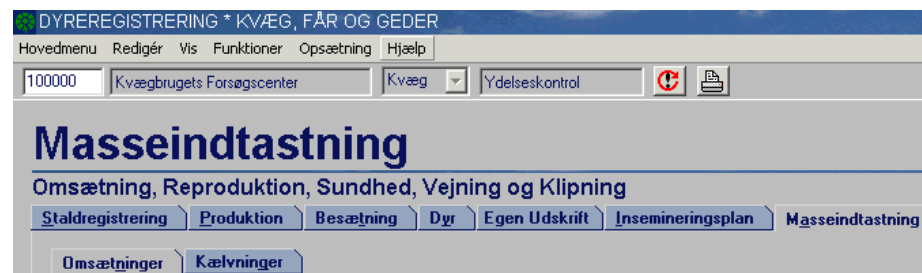 DYREREGISTRERING * KVÆG, FÅR OG GEDER
Hovedmenu Redigér Vis Funktioner Opsætning Hjælp
100000 Kvægbrugets Forsøgscenter Kvæg Ydelseskontrol
Masseindtastning
Omsætning, Reproduktion, Sundhed, Vejning og Klipning
Staldregistrering Produktion Besætning Dyr Egen Udskrift Insemineringsplan Masseindtastning
Omsætninger Kælvninger